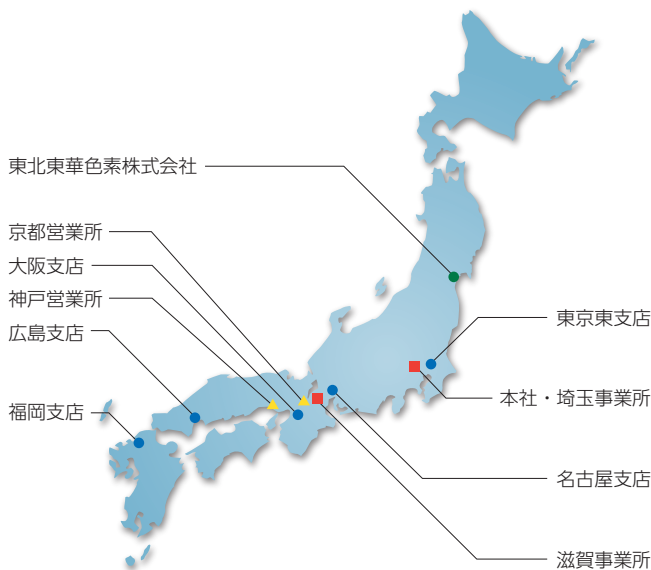 東北東華色素株式会社
京都営業所
大阪支店
神戸営業所
広島支店
福岡支店
東京東支店
本社・埼玉事業所
名古屋支店
滋賀事業所